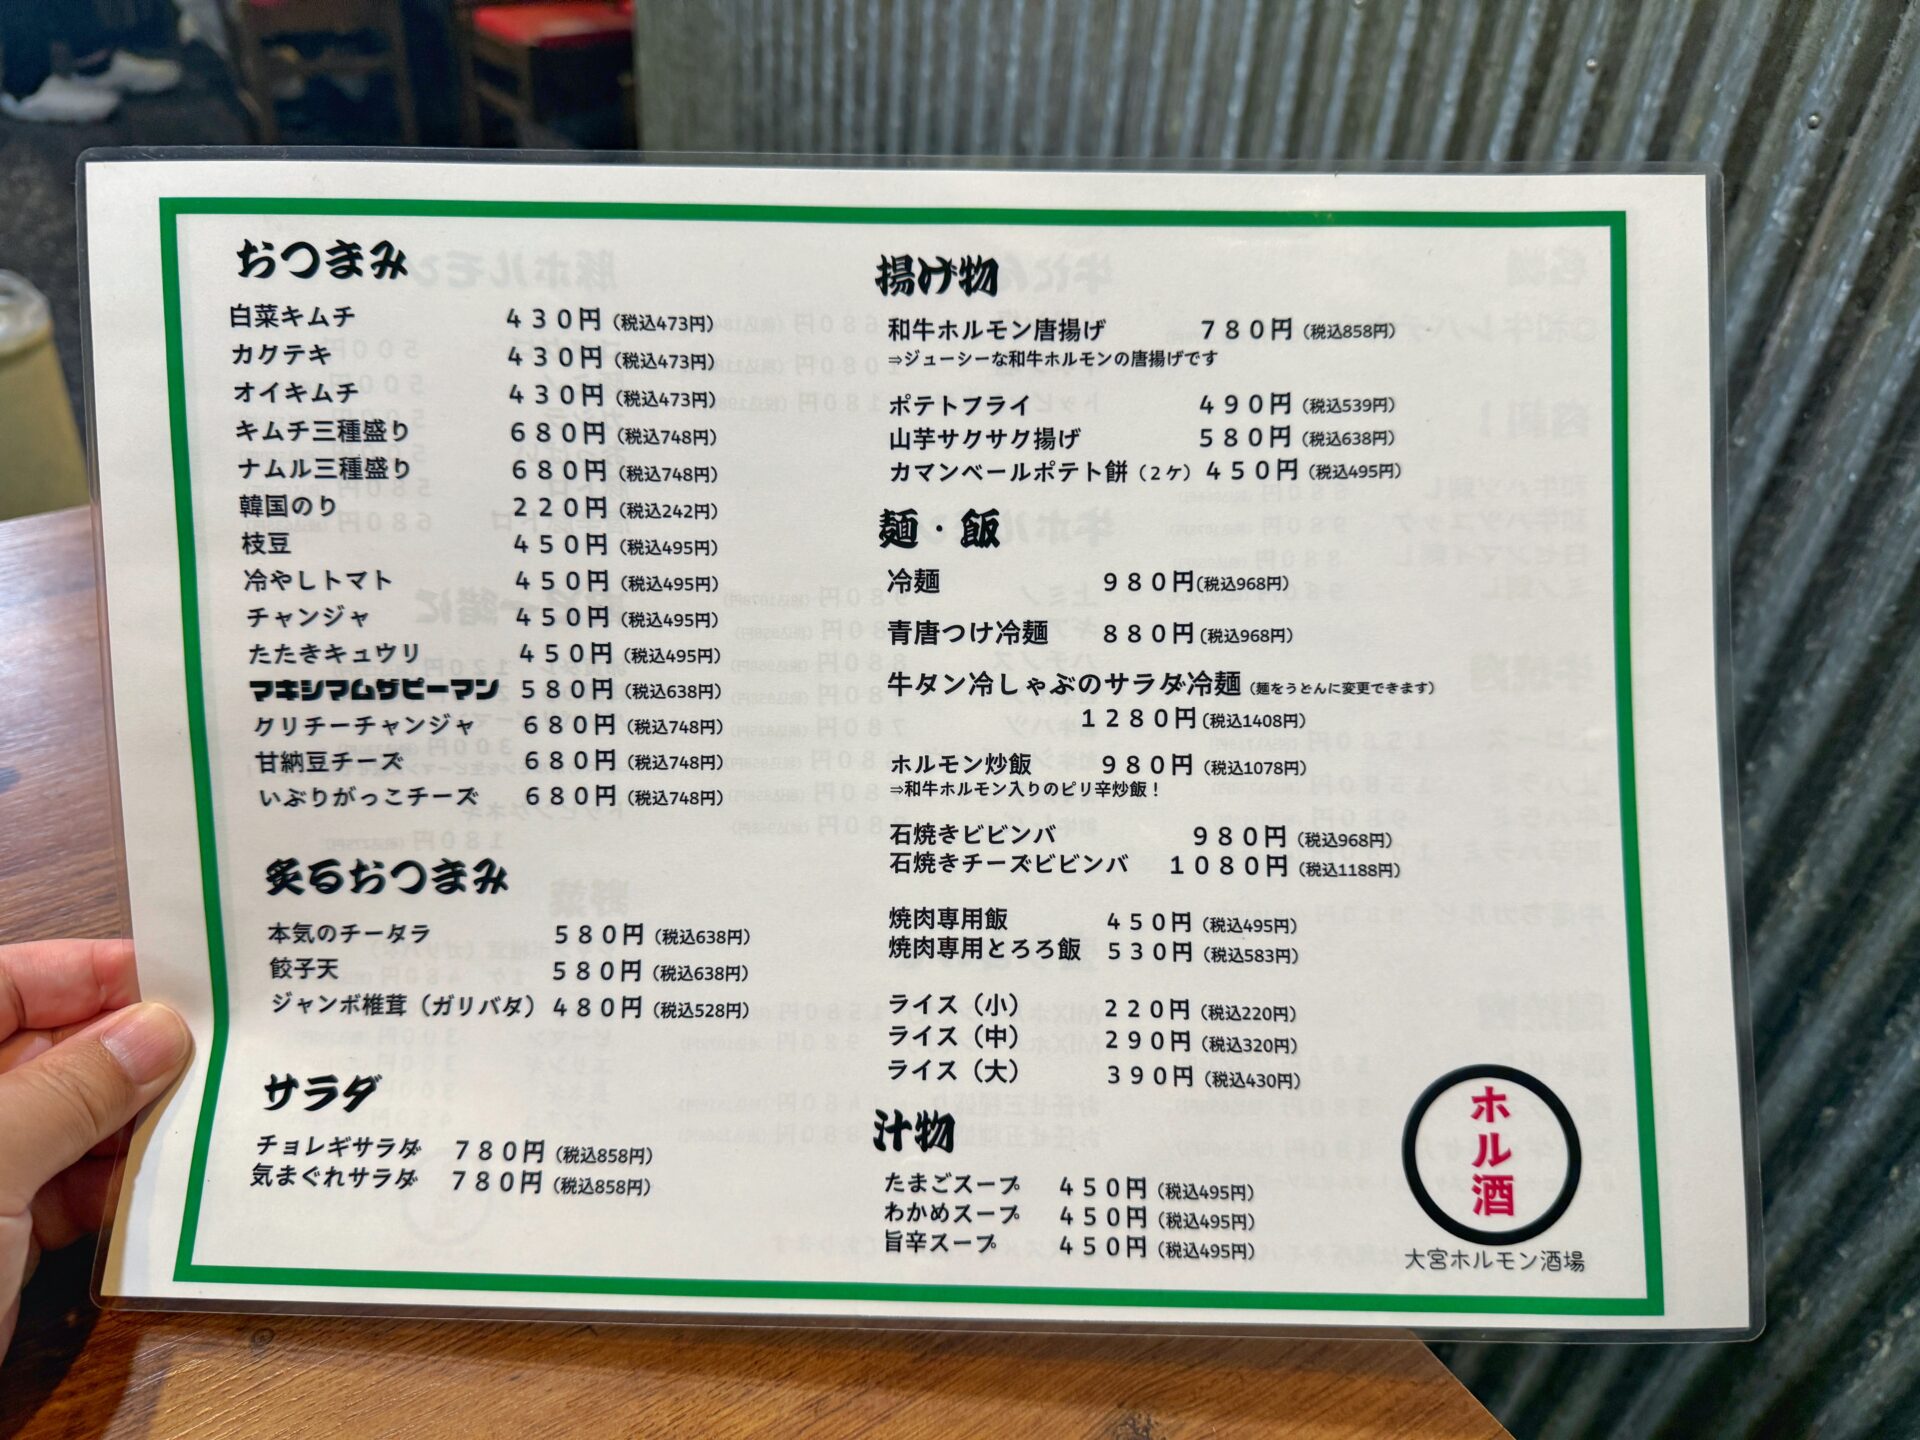 おつまみ
白菜キムチ ４３０円（税込473円）
カクテキ ４３０円（税込473円）
オイキムチ ４３０円（税込473円）
キムチ三種盛り ６８０円（税込748円）
ナムル三種盛り ６８０円（税込748円）
韓国のり ２２０円（税込242円）
枝豆 ４５０円（税込495円）
冷やしトマト ４５０円（税込495円）
チャンジャ ４５０円（税込495円）
たたきキュウリ ４５０円（税込495円）
マキシマムザピーマン ５８０円（税込638円）
クリチーチャンジャ ６８０円（税込748円）
甘納豆チーズ ６８０円（税込748円）
いぶりがっこチーズ ６８０円（税込748円）
炙るおつまみ
本気のチータラ ５８０円（税込638円）
餃子天 ５８０円（税込638円）
ジャンボ椎茸（ガリバタ）４８０円（税込528円）
サラダ
チョレギサラダ ７８０円（税込858円）
気まぐれサラダ ７８０円（税込858円）
揚げ物
和牛ホルモン唐揚げ ７８０円（税込858円）
⇒ジューシーな和牛ホルモンの唐揚げです
ポテトフライ ４９０円（税込539円）
山芋サクサク揚げ ５８０円（税込638円）
カマンベールポテト餅（２ケ）４５０円（税込495円）
麺・飯
冷麺 ９８０円(税込968円）
青唐つけ冷麺 ８８０円（税込968円）
牛タン冷しゃぶのサラダ冷麺（麺をうどんに変更できます）
１２８０円（税込1408円）
ホルモン炒飯 ９８０円（税込1078円）
⇒和牛ホルモン入りのピリ辛炒飯！
石焼きビビンバ ９８０円（税込968円）
石焼きチーズビビンバ １０８０円（税込1188円）
焼肉専用飯 ４５０円（税込495円）
焼肉専用とろろ飯 ５３０円（税込583円）
ライス（小） ２２０円（税込220円）
ライス（中） ２９０円（税込320円）
ライス（大） ３９０円（税込430円）
汁物
たまごスープ ４５０円（税込495円）
わかめスープ ４５０円（税込495円）
旨辛スープ ４５０円（税込495円）
ホル酒
大宮ホルモン酒場